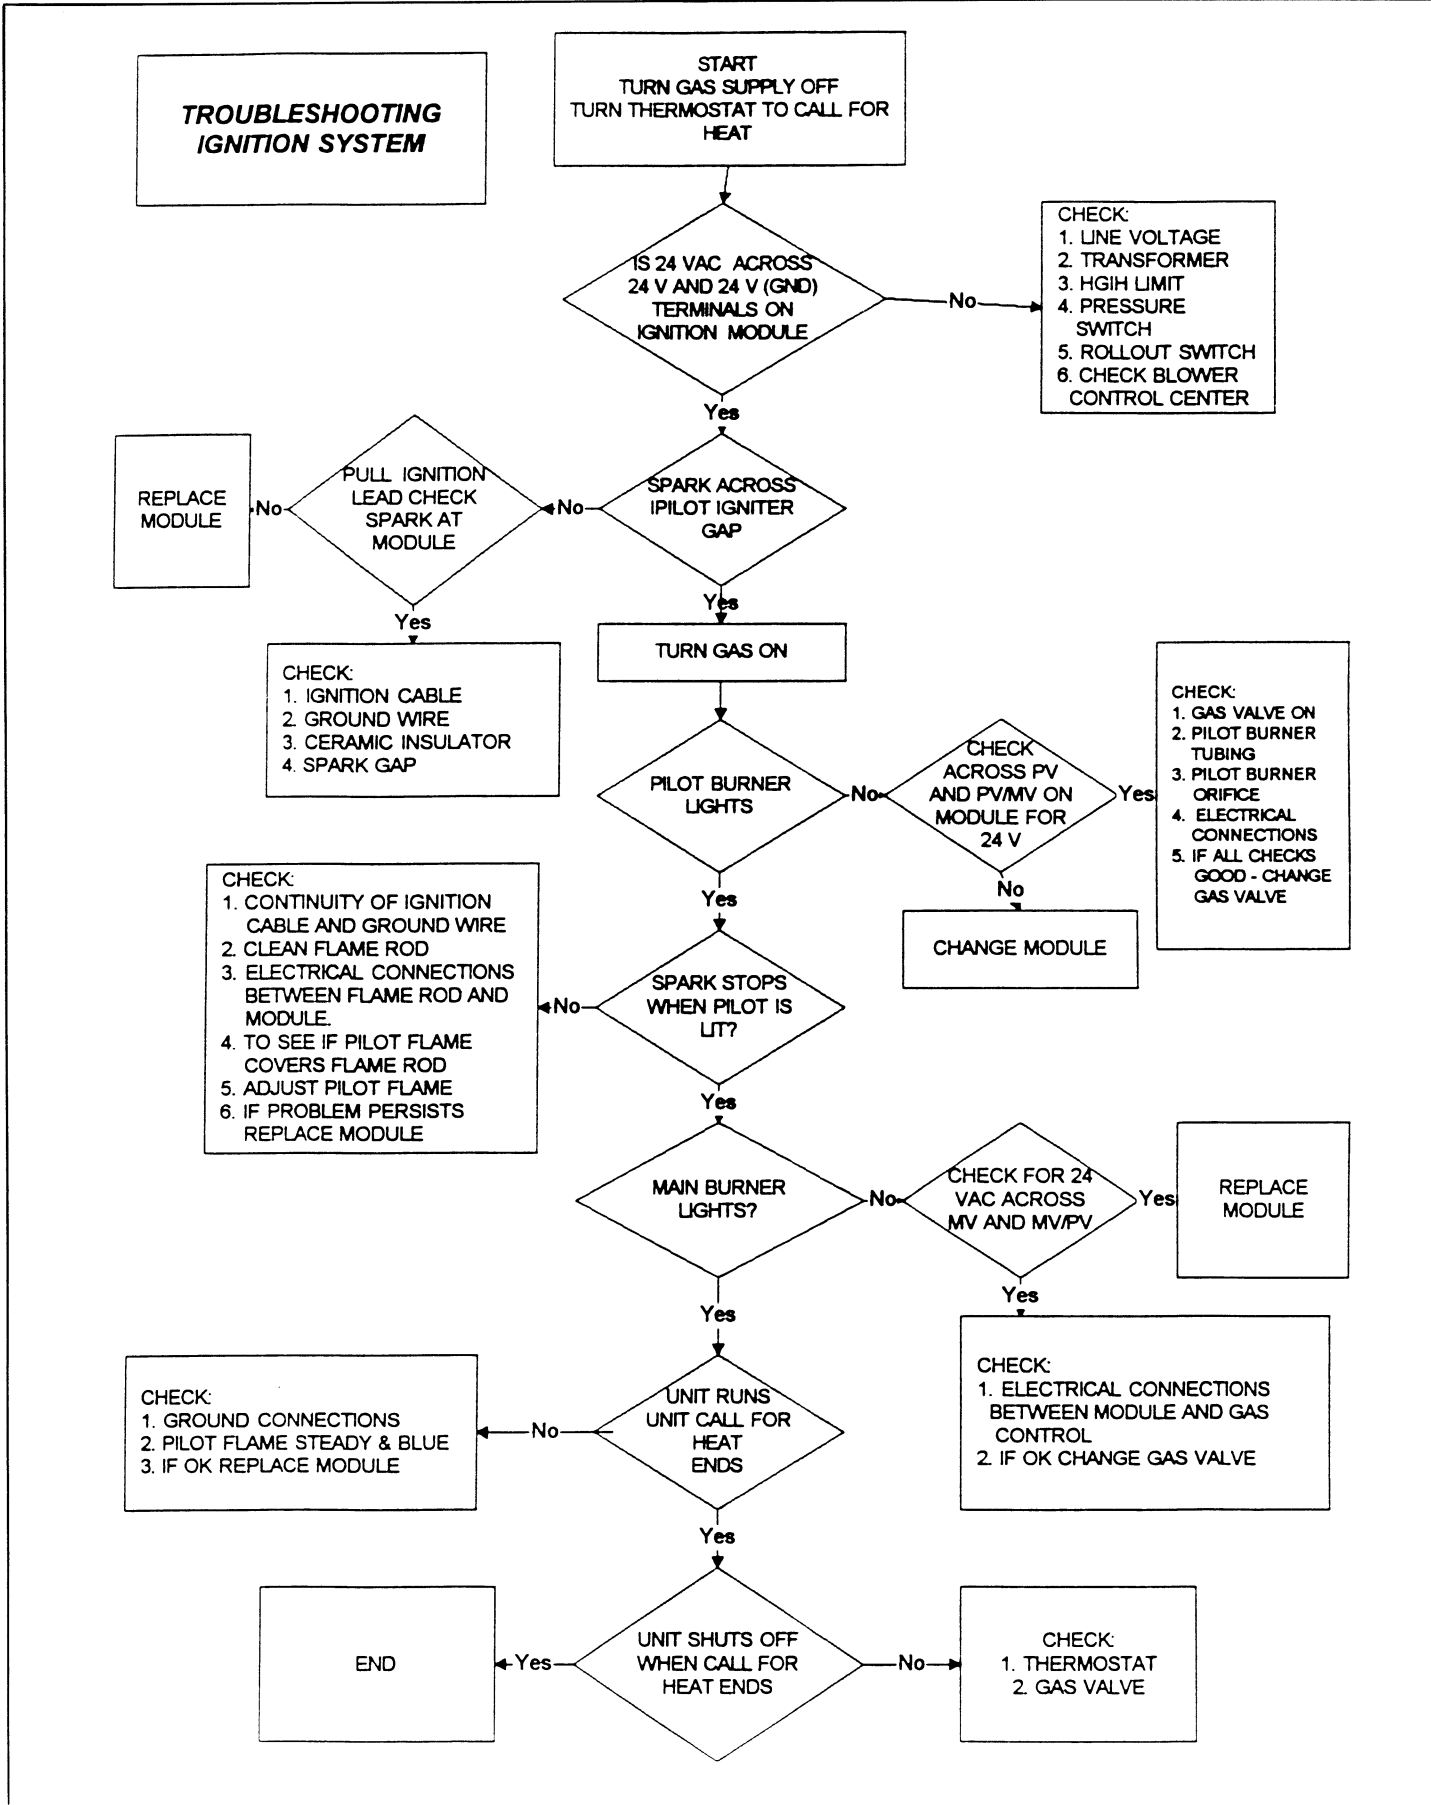 TROUBLESHOOTING
IGNITION SYSTEM
START
TURN GAS SUPPLY OFF
TURN THERMOSTAT TO CALL FOR
HEAT
IS 24 VAC ACROSS
24 V AND 24 V (GND)
TERMINALS ON
IGNITION MODULE
No
CHECK:
1. LINE VOLTAGE
2. TRANSFORMER
3. HGIH LIMIT
4. PRESSURE
SWITCH
5. ROLLOUT SWITCH
6. CHECK BLOWER
CONTROL CENTER
Yes
SPARK ACROSS
IPILOT IGNITER
GAP
No
PULL IGNITION
LEAD CHECK
SPARK AT
MODULE
No
REPLACE
MODULE
Yes
CHECK:
1. IGNITION CABLE
2. GROUND WIRE
3. CERAMIC INSULATOR
4. SPARK GAP
Yes
TURN GAS ON
PILOT BURNER
LIGHTS
No
CHECK
ACROSS PV
AND PV/MV ON
MODULE FOR
24 V
Yes
CHECK:
1. GAS VALVE ON
2. PILOT BURNER
TUBING
3. PILOT BURNER
ORIFICE
4. ELECTRICAL
CONNECTIONS
5. IF ALL CHECKS
GOOD - CHANGE
GAS VALVE
No
CHANGE MODULE
Yes
SPARK STOPS
WHEN PILOT IS
LIT?
No
CHECK:
1. CONTINUITY OF IGNITION
CABLE AND GROUND WIRE
2. CLEAN FLAME ROD
3. ELECTRICAL CONNECTIONS
BETWEEN FLAME ROD AND
MODULE.
4. TO SEE IF PILOT FLAME
COVERS FLAME ROD
5. ADJUST PILOT FLAME
6. IF PROBLEM PERSISTS
REPLACE MODULE
Yes
MAIN BURNER
LIGHTS?
No
CHECK FOR 24
VAC ACROSS
MV AND MV/PV
Yes
REPLACE
MODULE
Yes
CHECK:
1. ELECTRICAL CONNECTIONS
BETWEEN MODULE AND GAS
CONTROL
2. IF OK CHANGE GAS VALVE
Yes
UNIT RUNS
UNIT CALL FOR
HEAT
ENDS
No
CHECK:
1. GROUND CONNECTIONS
2. PILOT FLAME STEADY & BLUE
3. IF OK REPLACE MODULE
Yes
UNIT SHUTS OFF
WHEN CALL FOR
HEAT ENDS
Yes
END
No
CHECK:
1. THERMOSTAT
2. GAS VALVE